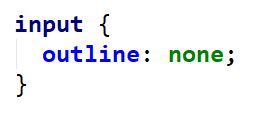 input {
  outline: none;
}